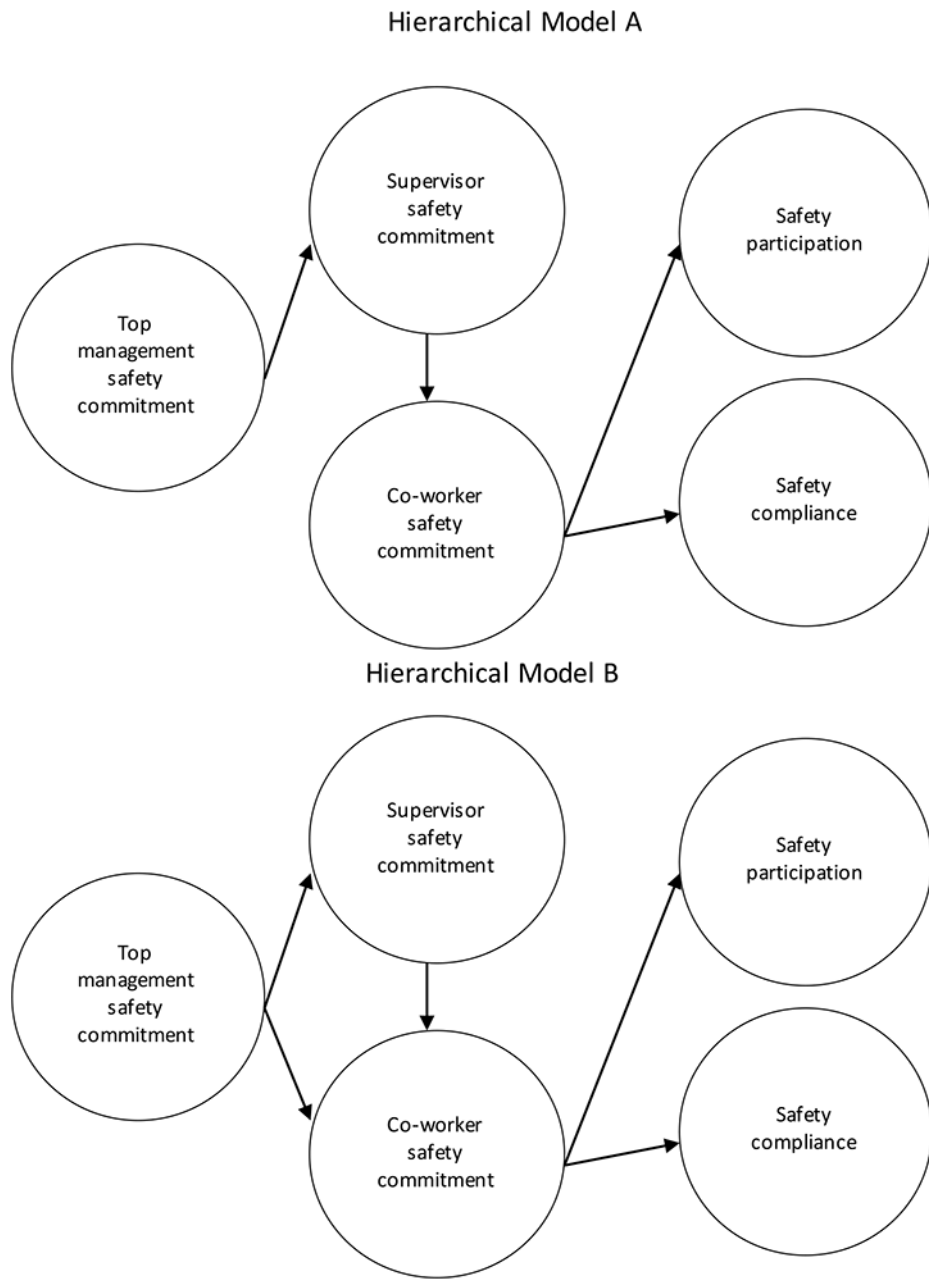 Hierarchical Model A
Supervisor
safety
commitment
Safety
participation
Top
management
safety
commitment
Co-worker
safety
commitment
Safety
compliance
Hierarchical Model B
Supervisor
safety
commitment
Safety
participation
Top
management
safety
commitment
Co-worker
safety
commitment
Safety
compliance